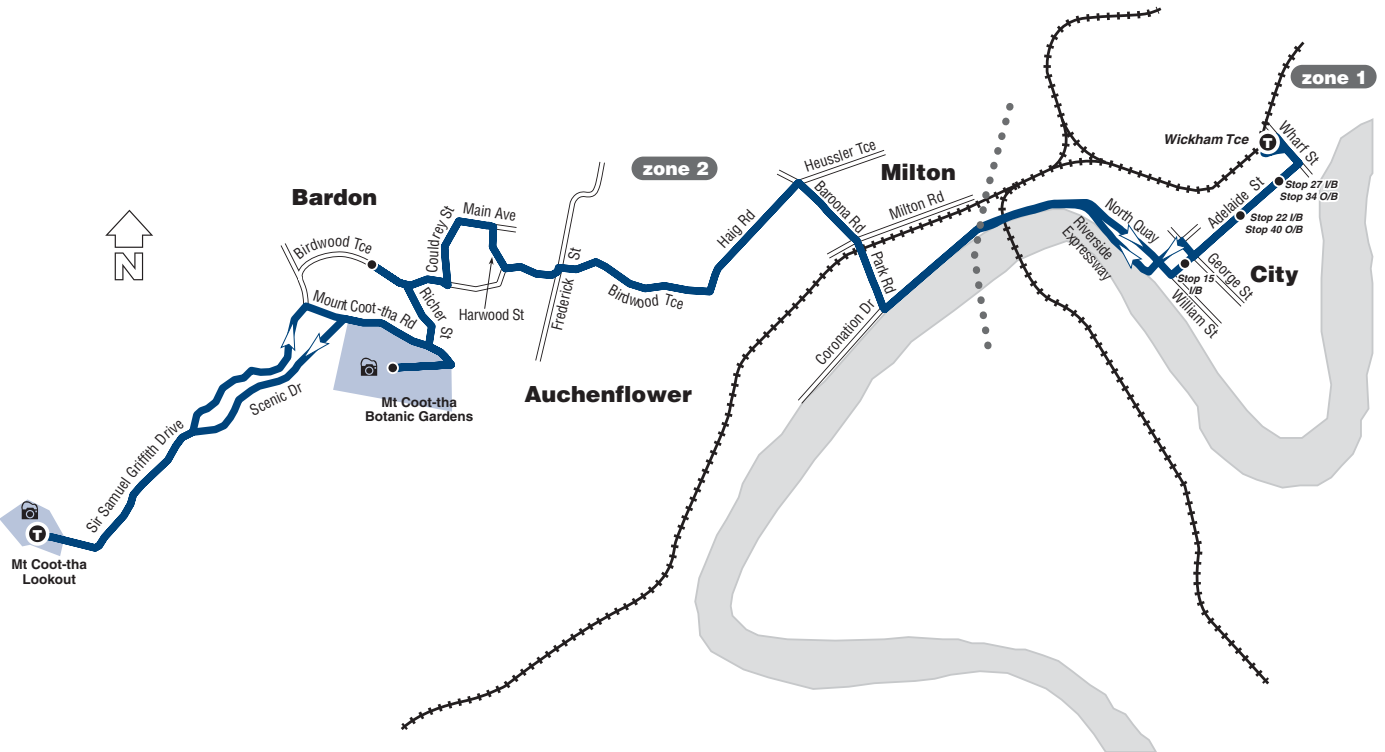 zone 1
Wickham Tce
T
Wharf St
Heussler Tce
zone 2
Milton
Stop 27 I/B
Stop 34 O/B
Adelaide St
Bardon
Baroona Rd
Milton Rd
Stop 22 I/B
Stop 40 O/B
Couldrey St
Main Ave
Haig Rd
North Quay
Riverside
Expressway
Birdwood Tce
N
Park Rd
George St
City
Stop 15
I/B
William St
Richer St
Harwood St
Frederick St
Birdwood Tce
Mount Coot-tha Rd
Coronation Dr
Scenic Dr
Mt Coot-tha
Botanic Gardens
Auchenflower
Sir Samuel Griffith Drive
T
Mt Coot-tha
Lookout